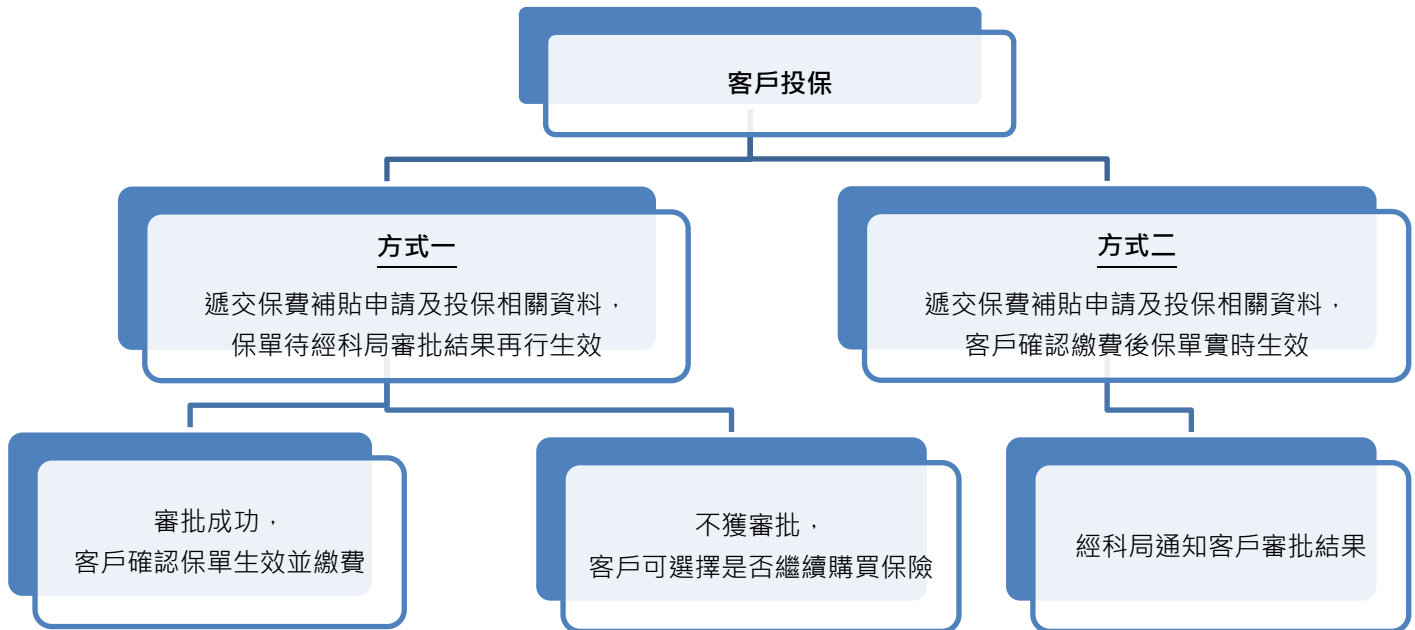 客戶投保
方式一
遞交保費補貼申請及投保相關資料，
保單待經科局審批結果再行生效
方式二
遞交保費補貼申請及投保相關資料，
客戶確認繳費後保單實時生效
審批成功，
客戶確認保單生效並繳費
不獲審批，
客戶可選擇是否繼續購買保險
經科局通知客戶審批結果